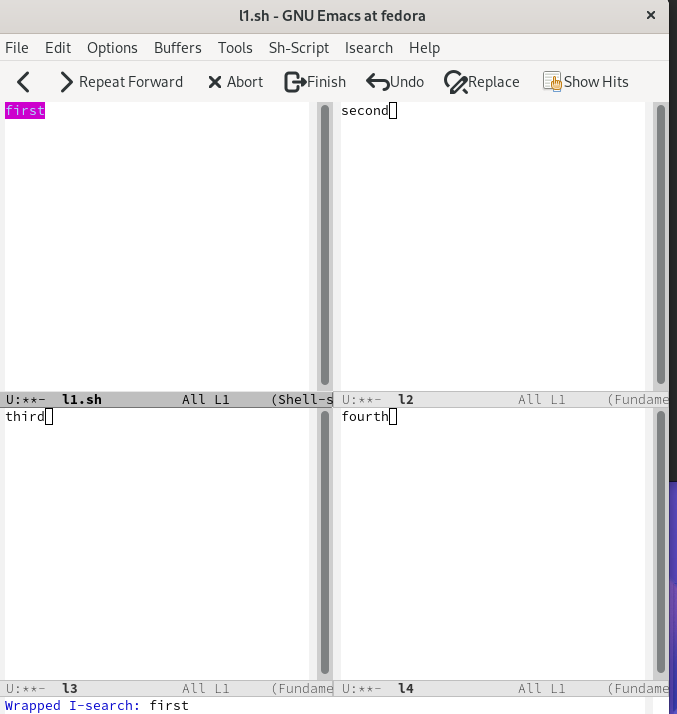 l1.sh - GNU Emacs at fedora ×
File Edit Options Buffers Tools Sh-Script Isearch Help
Repeat Forward Abort Finish Undo Replace Show Hits
first
second
U:**- l1.sh All L1 (Shell-s
U:**- l2 All L1 (Fundame
third
fourth
U:**- l3 All L1 (Fundame
U:**- l4 All L1 (Fundame
Wrapped I-search: first